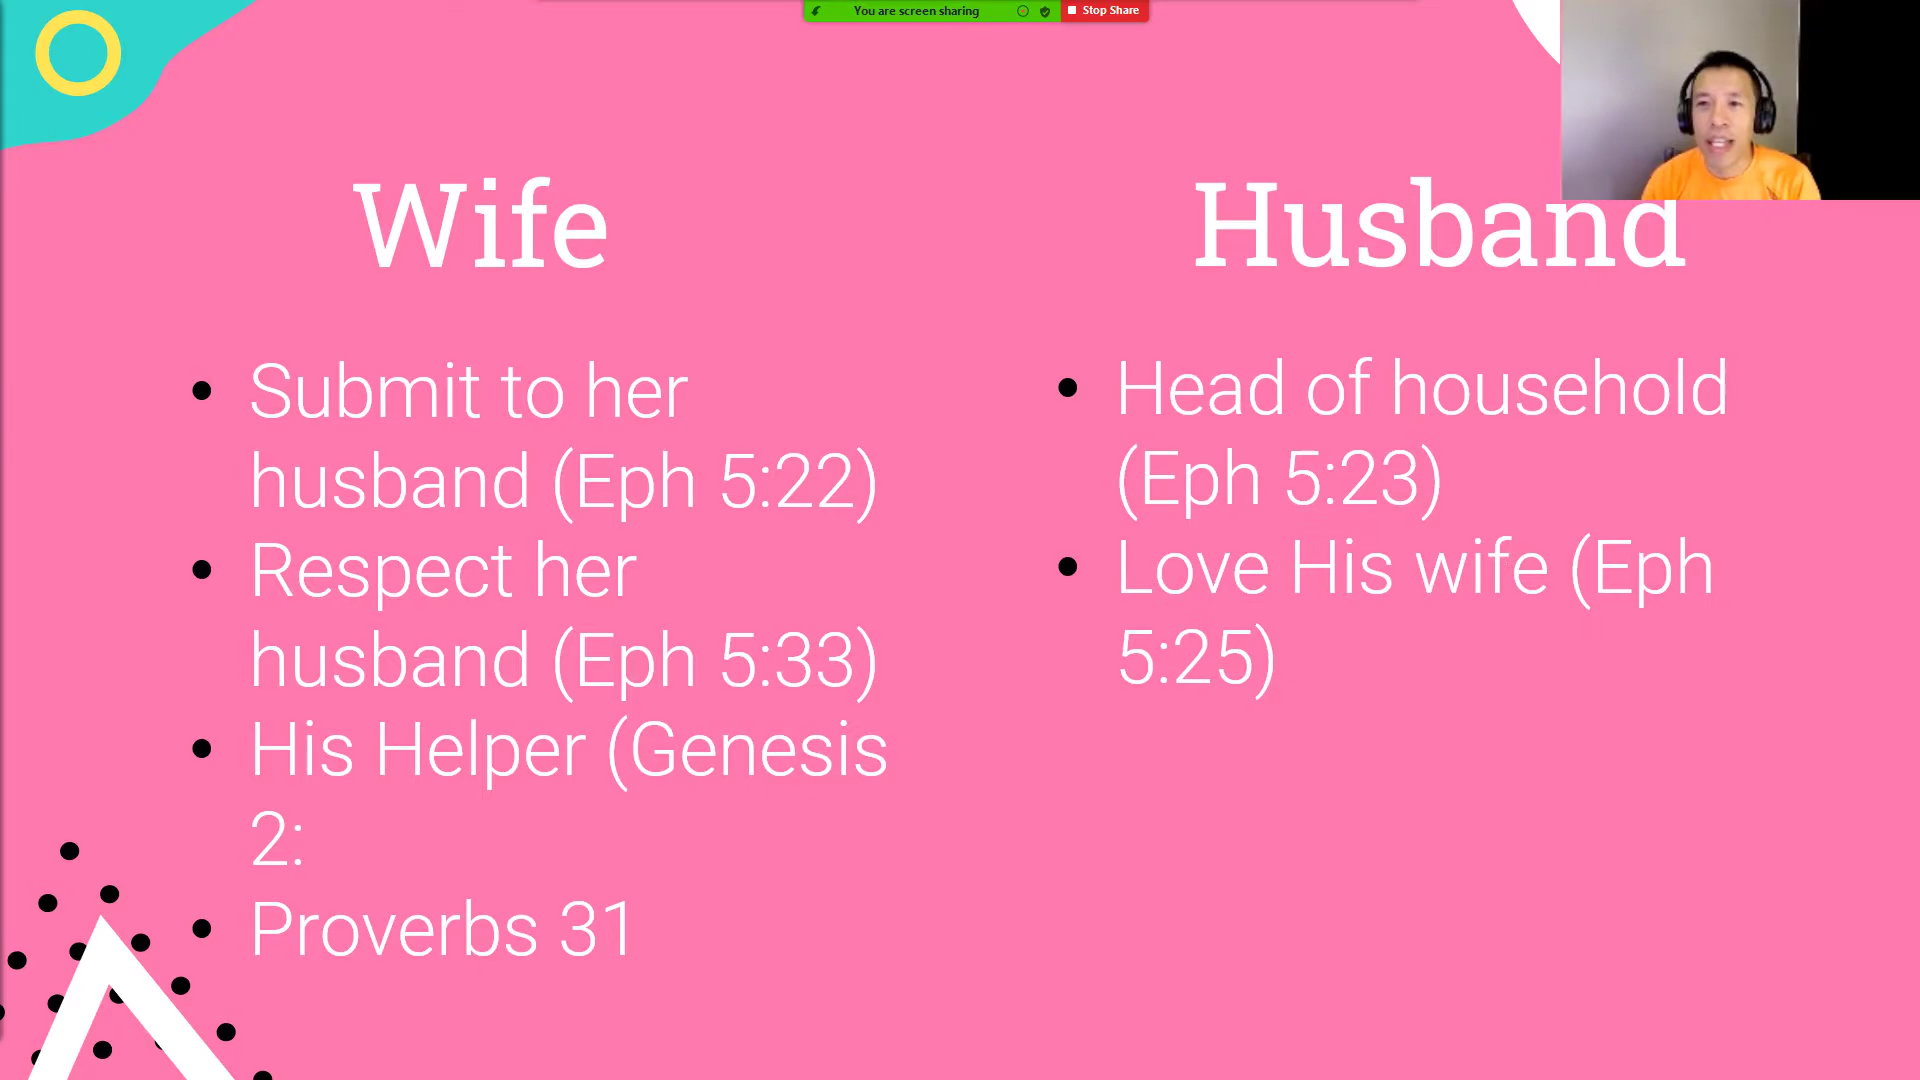 You are screen sharing
Stop Share
Wife
Submit to her
husband (Eph 5:22)
Respect her
husband (Eph 5:33)
His Helper (Genesis
2:
Proverbs 31
Husband
Head of household
(Eph 5:23)
Love His wife (Eph
5:25)